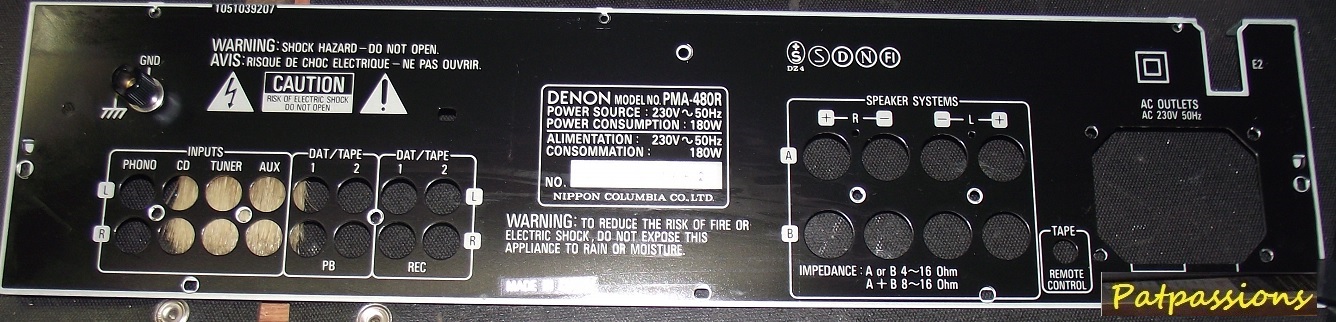 1051039207
WARNING: SHOCK HAZARD-DO NOT OPEN.
AVIS: RISQUE DE CHOC ELECTRIQUE-NE PAS OUVRIR.
GND
CAUTION
RISK OF ELECTRIC SHOCK
DO NOT OPEN
INPUTS
PHONO CD TUNER AUX
DAT/TAPE
1 2
DAT/TAPE
1 2
L
L
R
R
PB
REC
DENON MODEL NO. PMA-480R
POWER SOURCE : 230V~50Hz
POWER CONSUMPTION : 180W
ALIMENTATION : 230V~50Hz
CONSOMMATION : 180W
NO.
NIPPON COLUMBIA CO., LTD.
WARNING: TO REDUCE THE RISK OF FIRE OR
ELECTRIC SHOCK, DO NOT EXPOSE THIS
APPLIANCE TO RAIN OR MOISTURE.
MADE IN
S
DZ4
S D N FI
SPEAKER SYSTEMS
+ R - - L +
A
B
IMPEDANCE : A or B 4~16 Ohm
A + B 8~16 Ohm
TAPE
REMOTE
CONTROL
E2
AC OUTLETS
AC 230V 50Hz
Patpassions